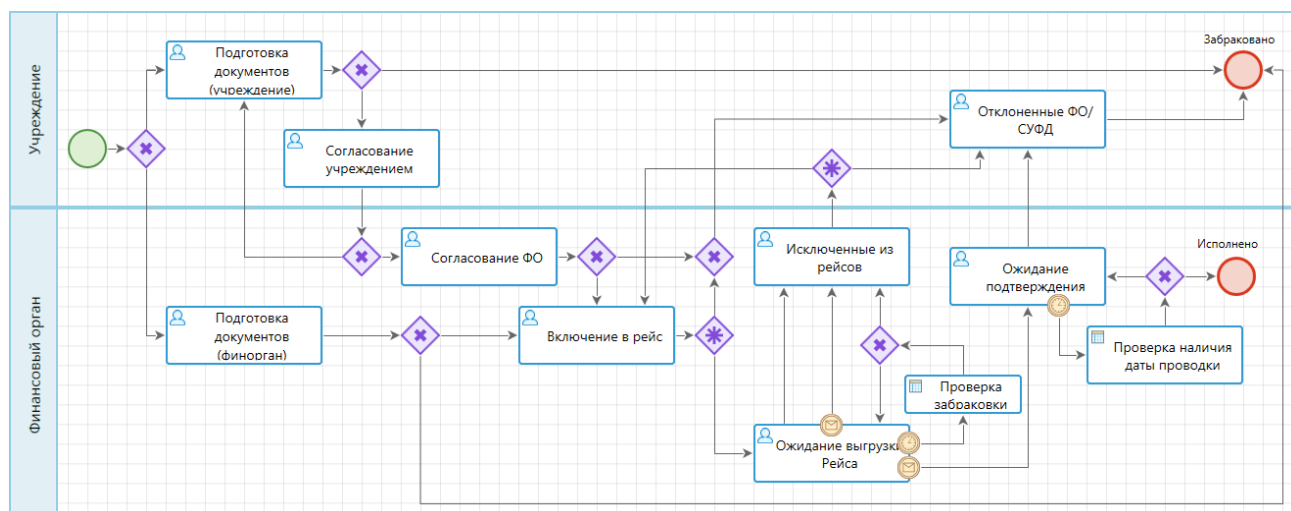 Учреждение
Подготовка
документов
(учреждение)
Забраковано
Согласование
учреждением
Отклоненные ФО/
СУФД
Финансовый орган
Согласование ФО
Исключенные из
рейсов
Ожидание
подтверждения
Исполнено
Подготовка
документов
(финорган)
Включение в рейс
Проверка наличия
даты проводки
Проверка
забраковки
Ожидание выгрузки
Рейса